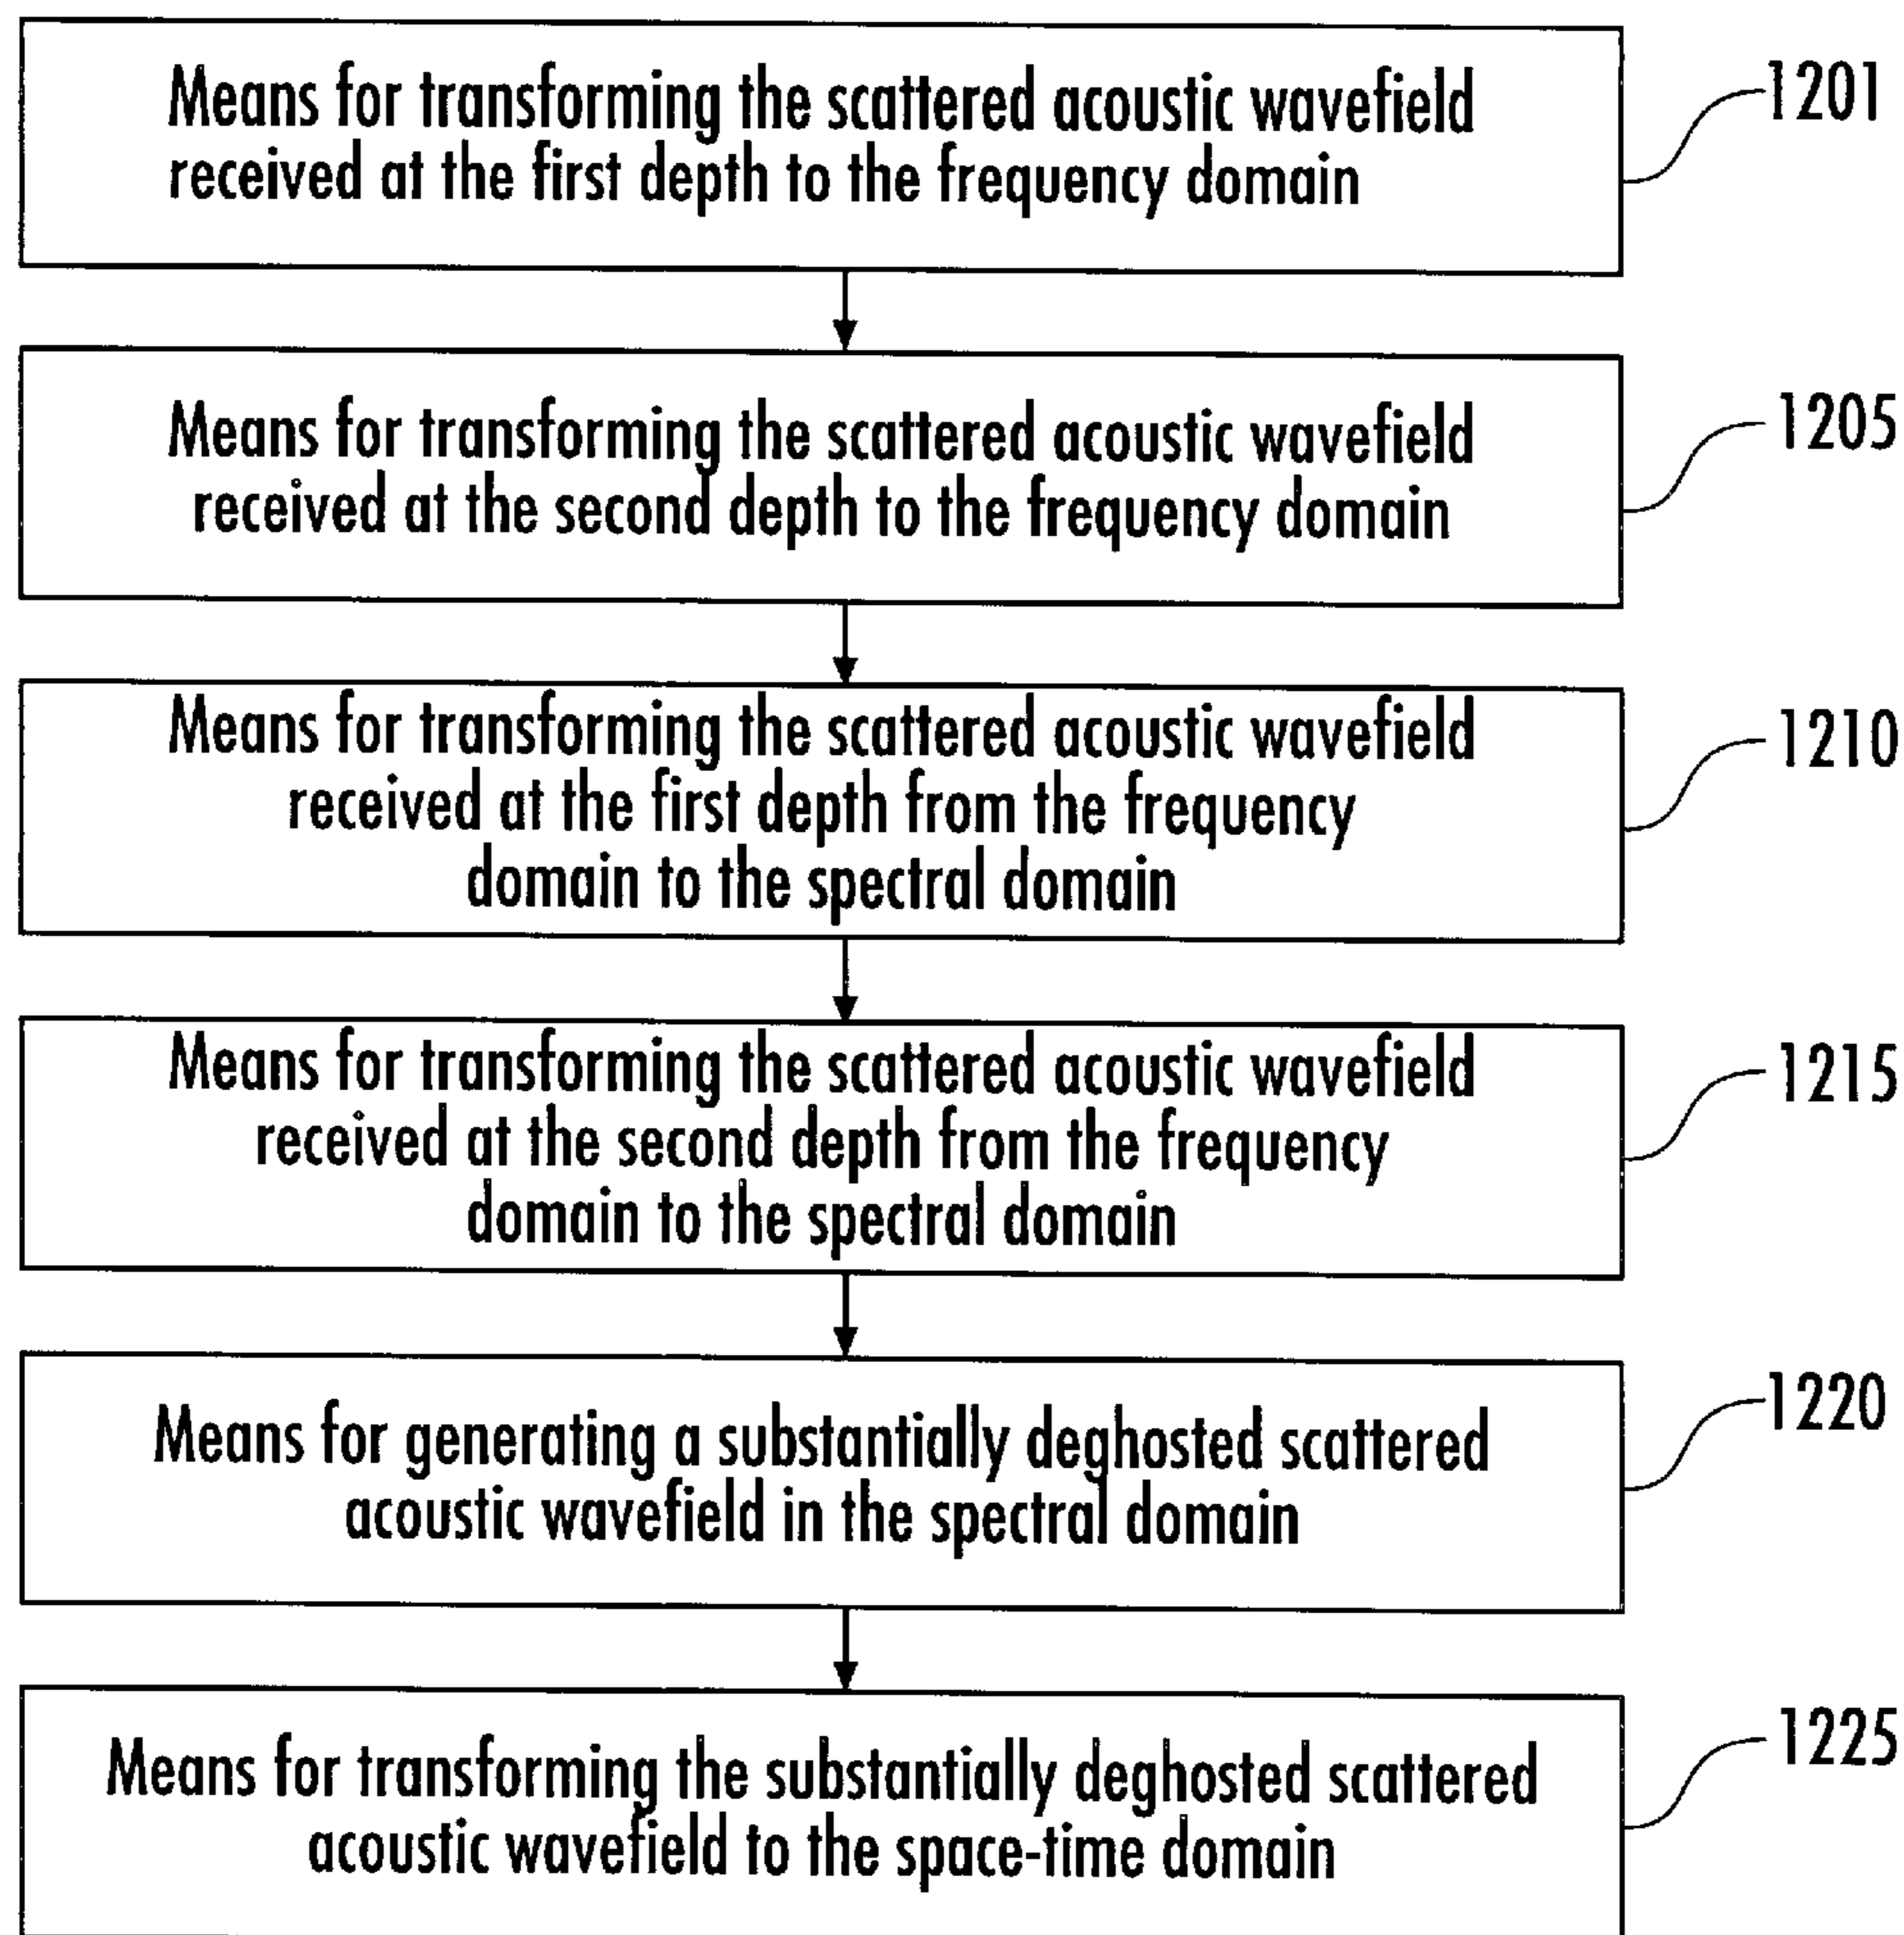 Means for transforming the scattered acoustic wavefield
received at the first depth to the frequency domain
1201
Means for transforming the scattered acoustic wavefield
received at the second depth to the frequency domain
1205
Means for transforming the scattered acoustic wavefield
received at the first depth from the frequency
domain to the spectral domain
1210
Means for transforming the scattered acoustic wavefield
received at the second depth from the frequency
domain to the spectral domain
1215
Means for generating a substantially deghosted scattered
acoustic wavefield in the spectral domain
1220
Means for transforming the substantially deghosted scattered
acoustic wavefield to the space-time domain
1225